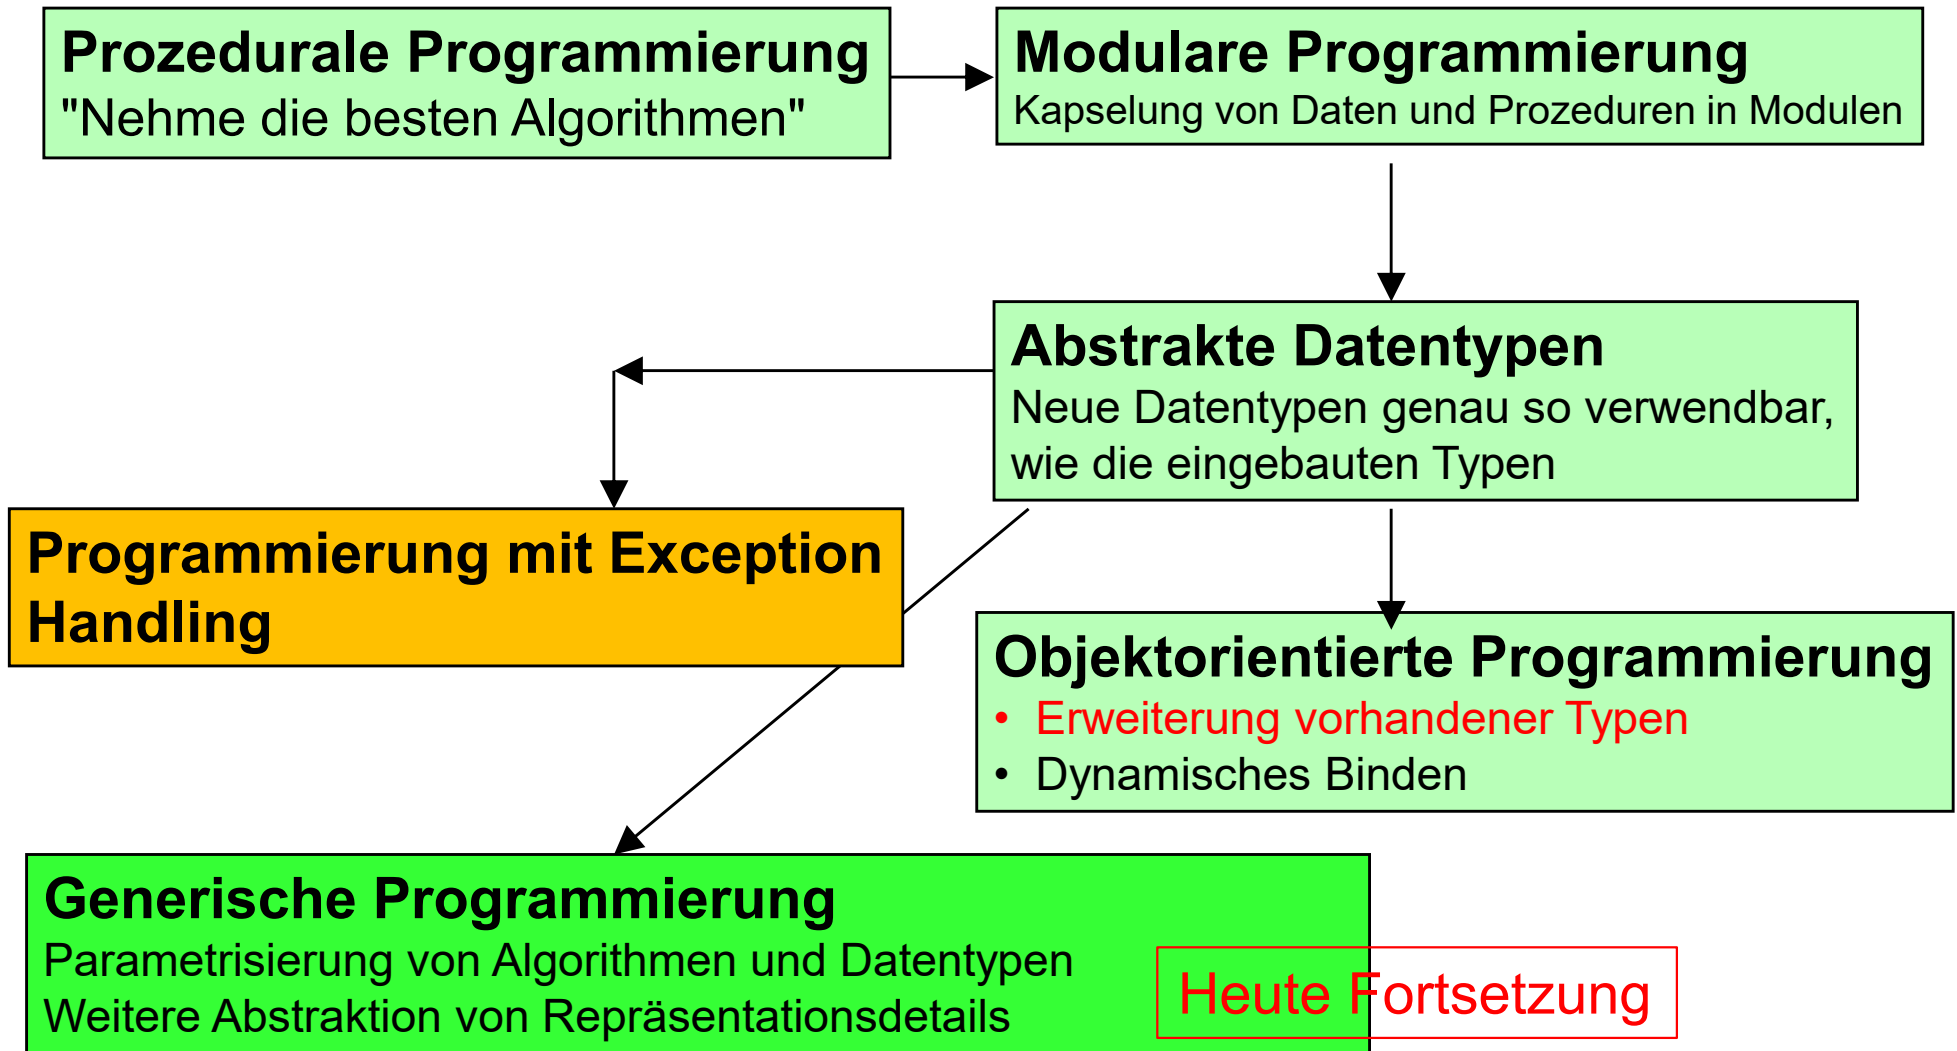 Prozedurale Programmierung
"Nehme die besten Algorithmen"
Modulare Programmierung
Kapselung von Daten und Prozeduren in Modulen
Abstrakte Datentypen
Neue Datentypen genau so verwendbar,
wie die eingebauten Typen
Programmierung mit Exception
Handling
Objektorientierte Programmierung
• Erweiterung vorhandener Typen
• Dynamisches Binden
Generische Programmierung
Parametrisierung von Algorithmen und Datentypen
Weitere Abstraktion von Repräsentationsdetails
Heute Fortsetzung